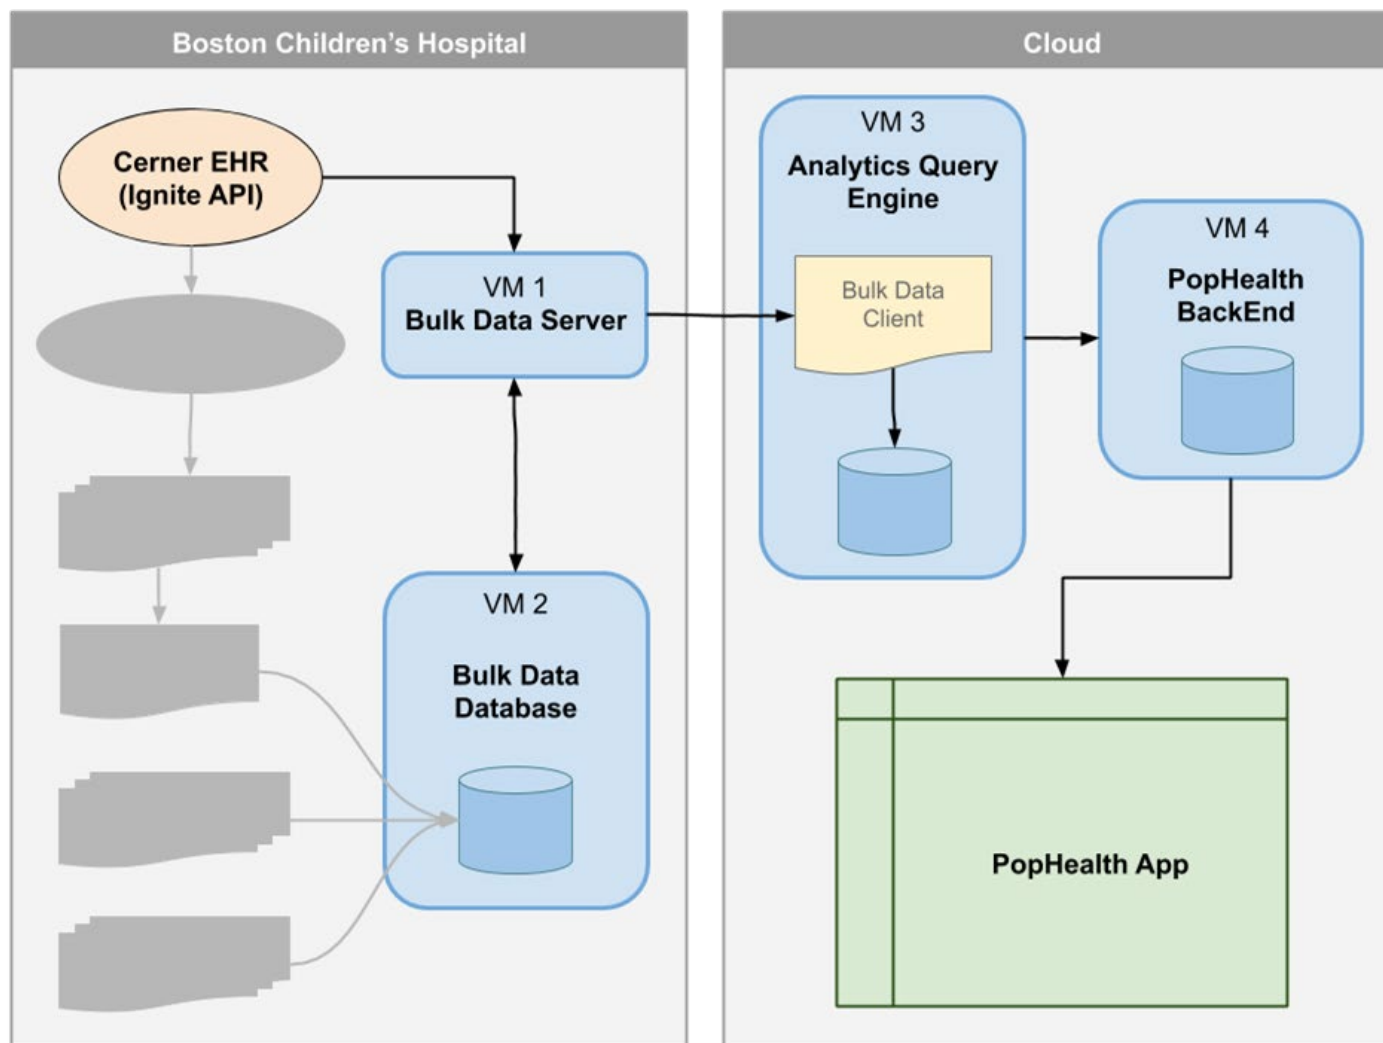 Boston Children's Hospital
Cloud
Cerner EHR
(Ignite API)
VM 1
Bulk Data Server
VM 2
Bulk Data
Database
VM 3
Analytics Query
Engine
Bulk Data
Client
VM 4
PopHealth
BackEnd
PopHealth App